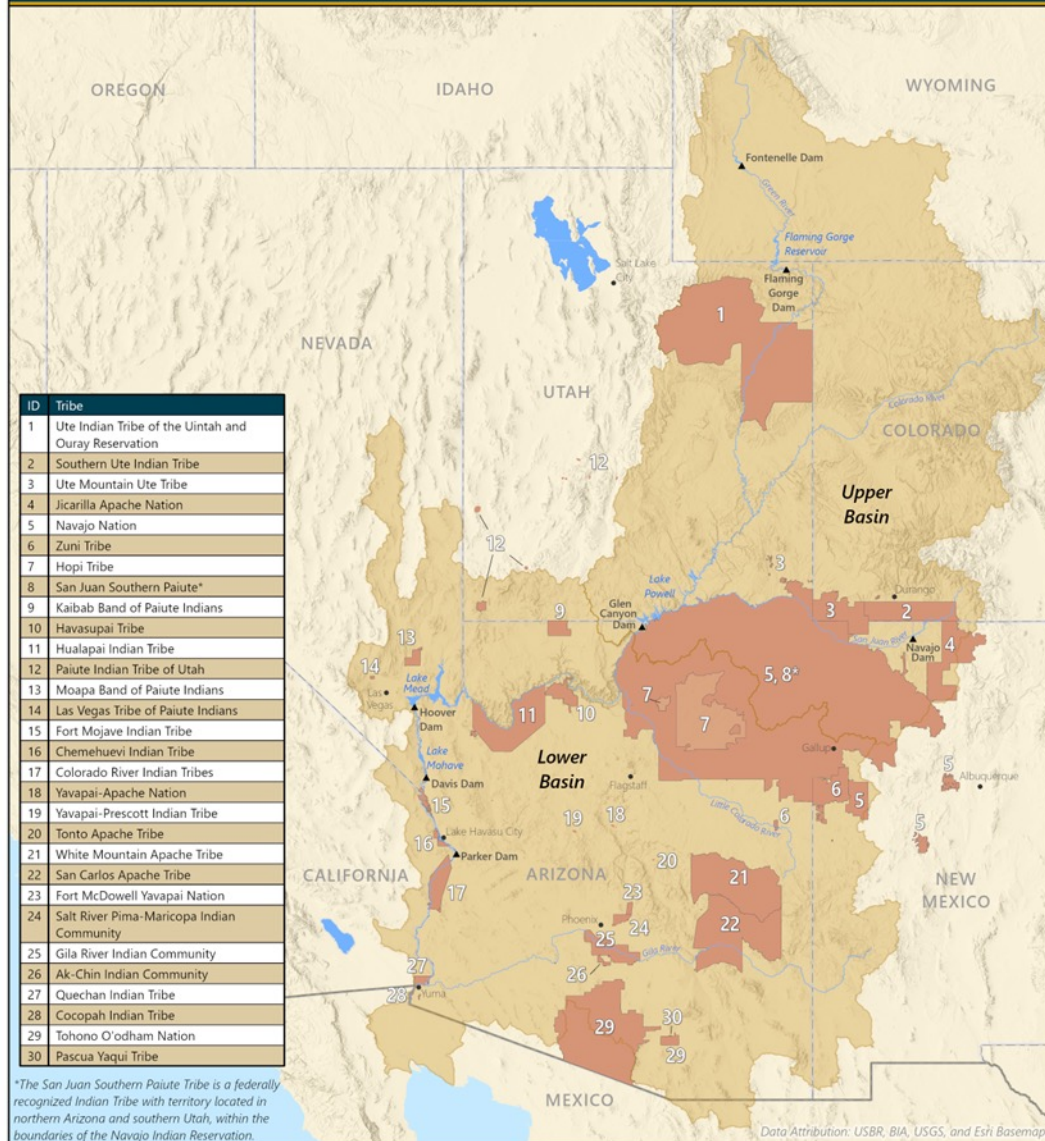 OREGON
IDAHO
WYOMING
Fontenelle Dam
Green River
Flaming Gorge
Reservoir
Salt Lake
City
Flaming
Gorge
Dam
1
NEVADA
UTAH
Colorado River
COLORADO
12
Upper
Basin
12
3
Lake
Powell
Durango
9
Glen
Canyon
Dam
3
2
San Juan River
Navajo
Dam
4
13
14
5, 8*
Las
Vegas
Lake
Mead
7
11
10
7
Hoover
Dam
Gallup
Lower
Basin
Lake
Mohave
5
Albuquerque
Davis Dam
Flagstaff
6
5
15
Little Colorado River
19
18
6
5
Lake Havasu City
16
Parker Dam
20
CALIFORNIA
ARIZONA
21
17
NEW
MEXICO
23
Phoenix
24
22
25
Gila River
26
27
28
Yuma
29
30
29
MEXICO
ID Tribe
1 Ute Indian Tribe of the Uintah and
Ouray Reservation
2 Southern Ute Indian Tribe
3 Ute Mountain Ute Tribe
4 Jicarilla Apache Nation
5 Navajo Nation
6 Zuni Tribe
7 Hopi Tribe
8 San Juan Southern Paiute*
9 Kaibab Band of Paiute Indians
10 Havasupai Tribe
11 Hualapai Indian Tribe
12 Paiute Indian Tribe of Utah
13 Moapa Band of Paiute Indians
14 Las Vegas Tribe of Paiute Indians
15 Fort Mojave Indian Tribe
16 Chemehuevi Indian Tribe
17 Colorado River Indian Tribes
18 Yavapai-Apache Nation
19 Yavapai-Prescott Indian Tribe
20 Tonto Apache Tribe
21 White Mountain Apache Tribe
22 San Carlos Apache Tribe
23 Fort McDowell Yavapai Nation
24 Salt River Pima-Maricopa Indian
Community
25 Gila River Indian Community
26 Ak-Chin Indian Community
27 Quechan Indian Tribe
28 Cocopah Indian Tribe
29 Tohono O'odham Nation
30 Pascua Yaqui Tribe
*The San Juan Southern Paiute Tribe is a federally
recognized Indian Tribe with territory located in
northern Arizona and southern Utah, within the
boundaries of the Navajo Indian Reservation.
Data Attribution: USBR, BIA, USGS, and Esri Basemap